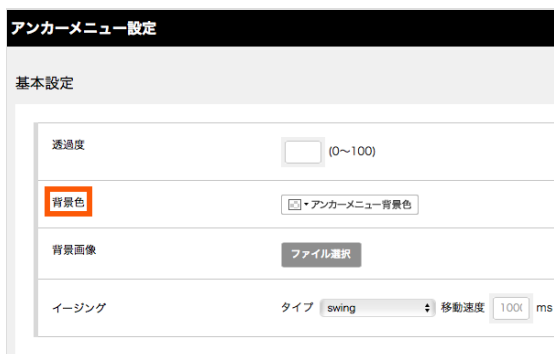 アンカーメニュー設定
基本設定
透過度 (0〜100)
背景色 アンカーメニュー背景色
背景画像 ファイル選択
イージング タイプ swing 移動速度 ms